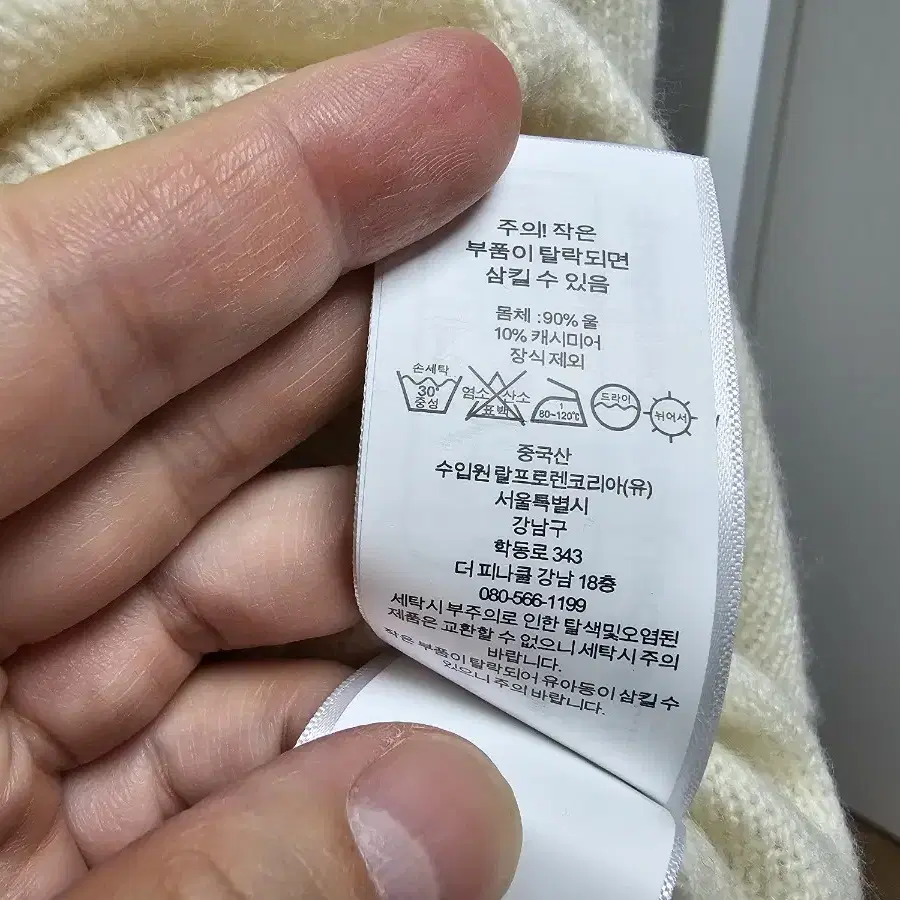 주의! 작은
부품이 탈락되면
삼킬 수 있음
몸체 :90% 울
10% 캐시미어
장식 제외
손세탁
30°
중성
염소 산소
표백
1
80~120℃
드라이
뉘어서
중국산
수입원 랄프로렌코리아(유)
서울특별시
강남구
학동로 343
더 피나클 강남 18층
080-566-1199
세탁시 부주의로 인한 탈색및오염된
제품은 교환할 수 없으니 세탁시 주의
바랍니다.
작은 부품이 탈락되어 유아동이 삼킬 수
있으니 주의 바랍니다.